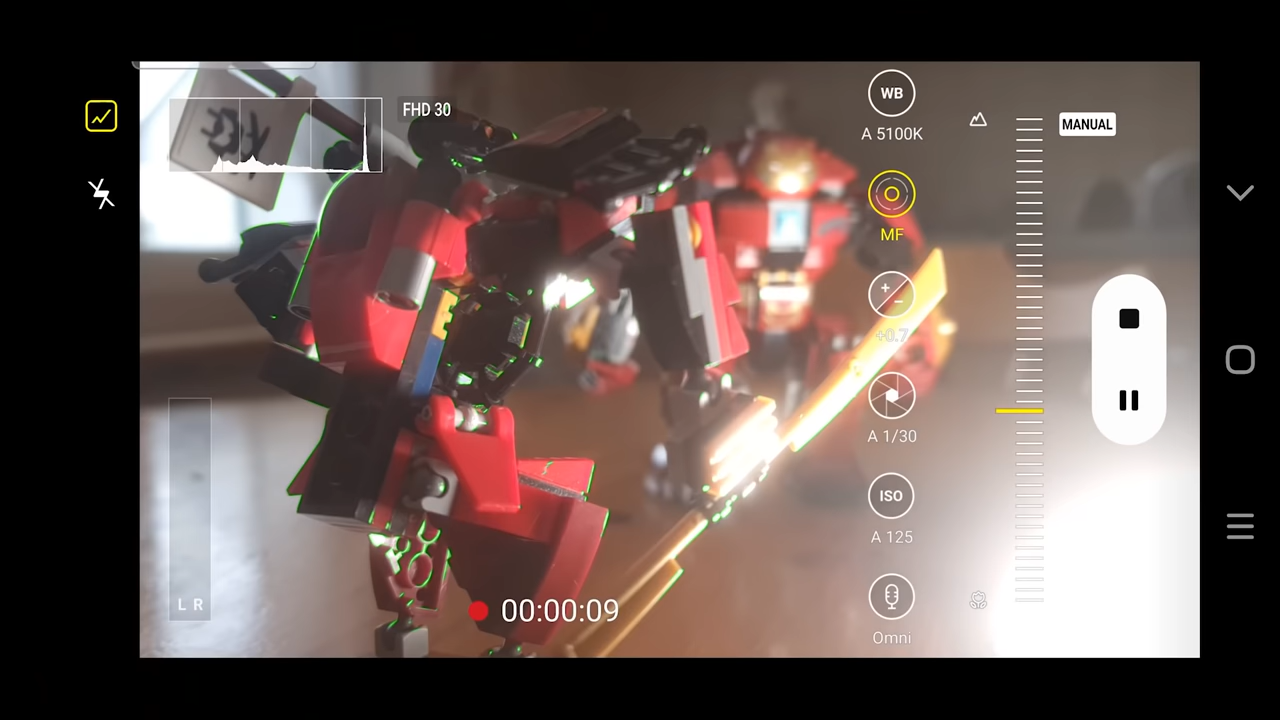 FHD 30
WB
A 5100K
MANUAL
MF
+0.7
A 1/30
ISO
A 125
L R
00:00:09
Omni